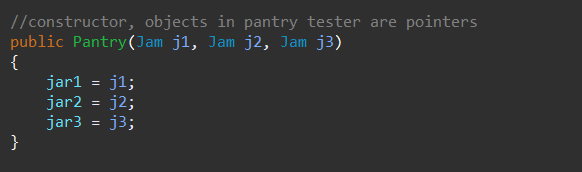 //constructor, objects in pantry tester are pointers
public Pantry(Jam j1, Jam j2, Jam j3)
{
    jar1 = j1;
    jar2 = j2;
    jar3 = j3;
}